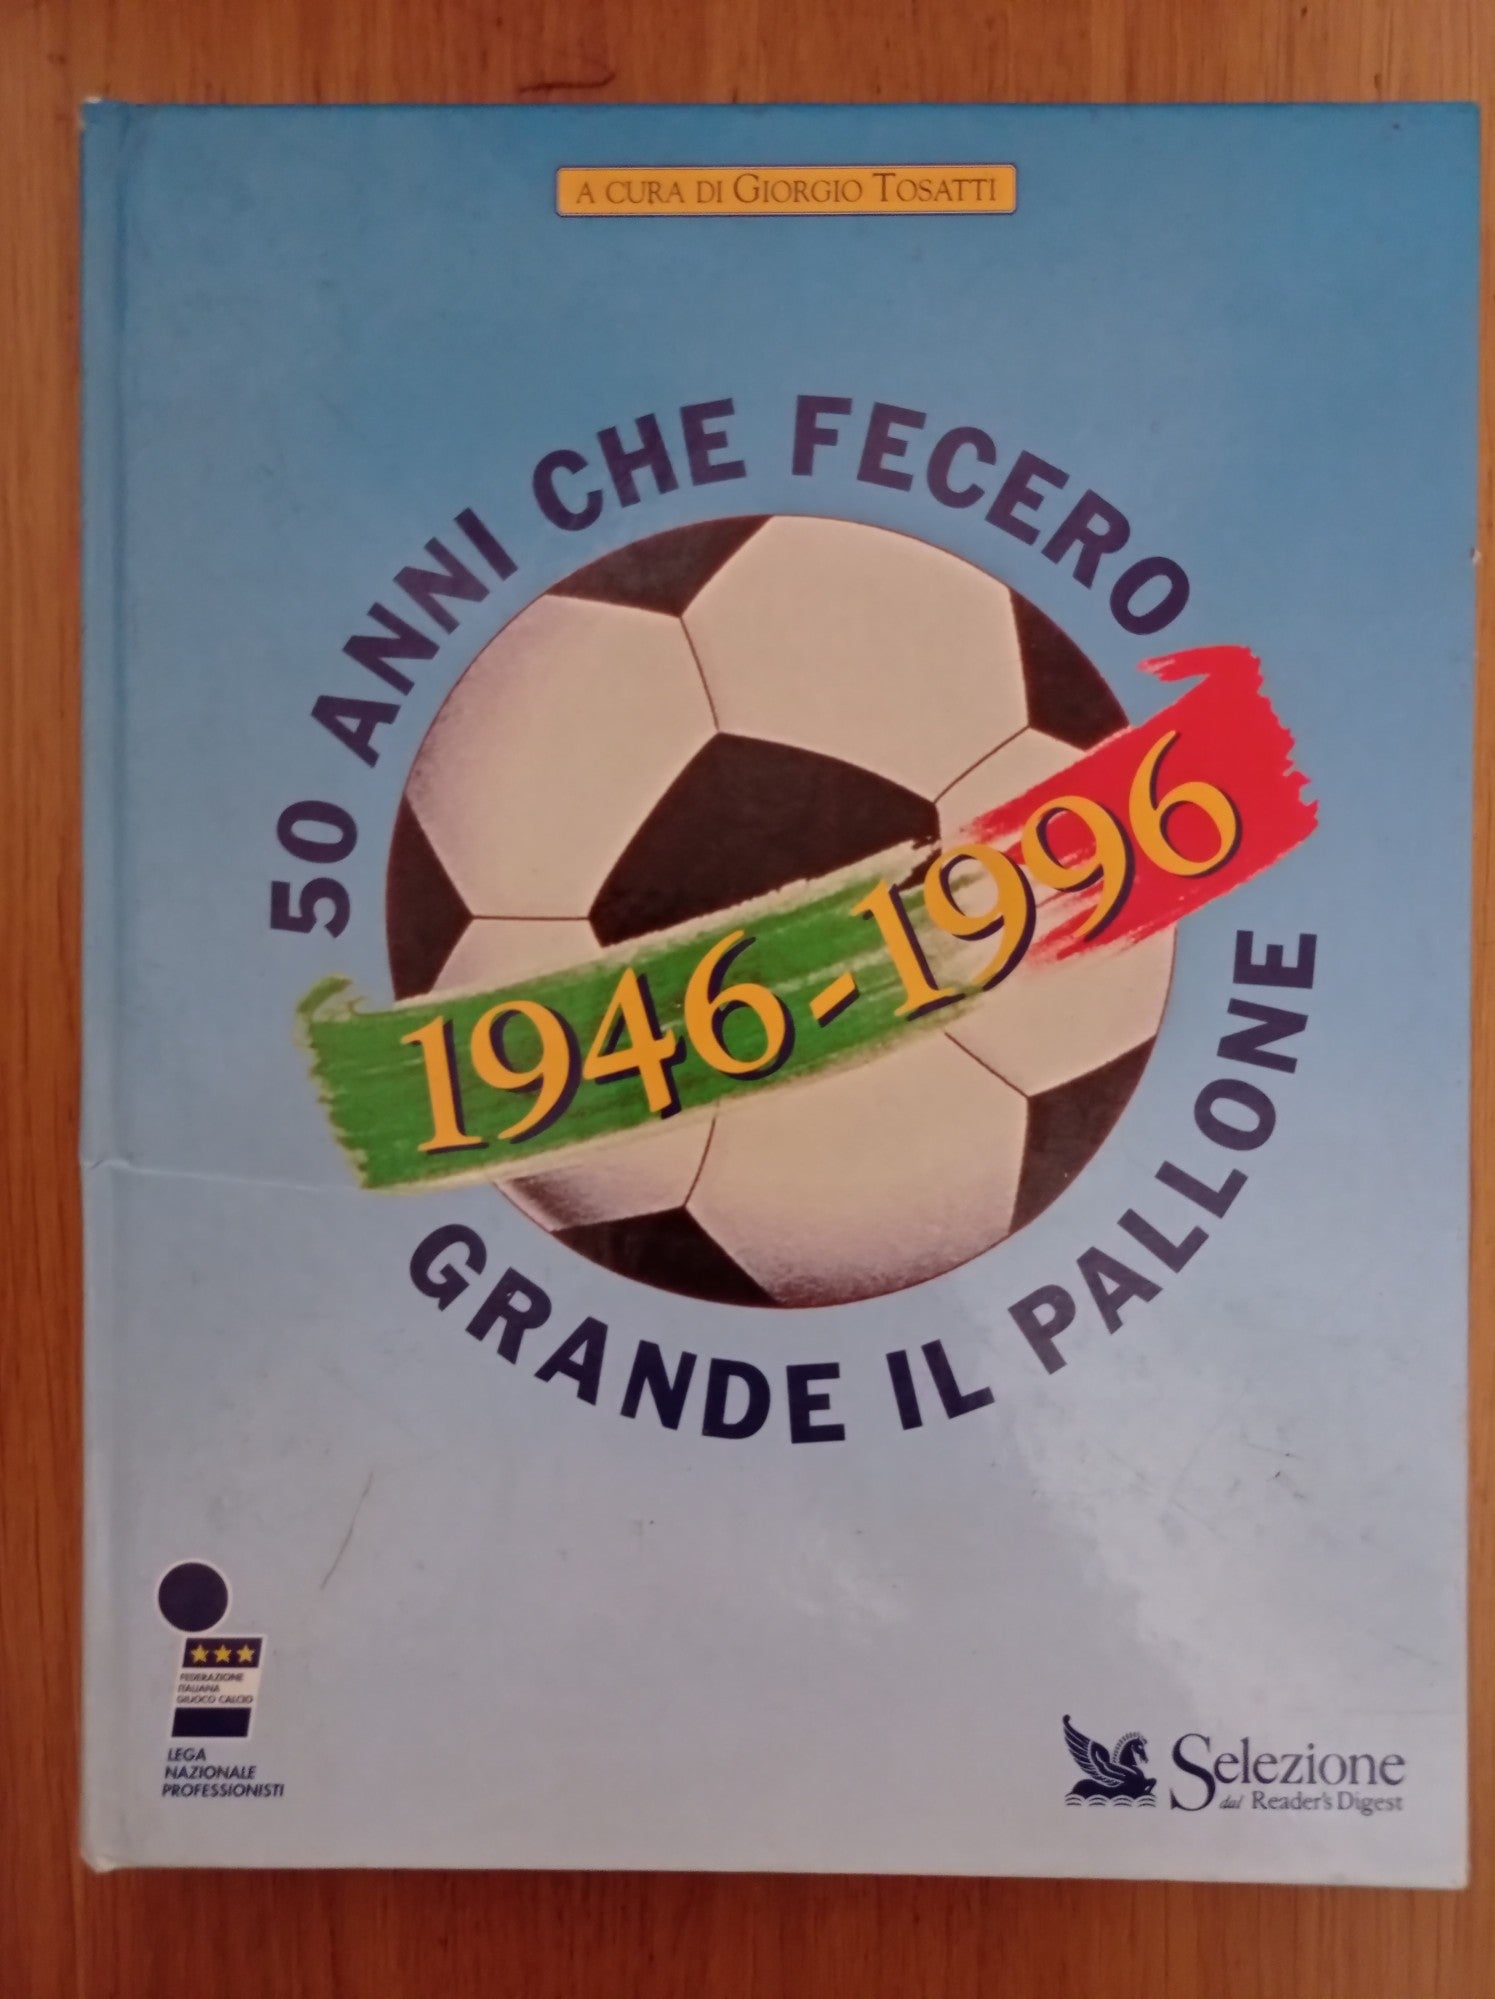 A CURA DI GIORGIO TOSATTI
50 ANNI CHE FECERO
GRANDE IL PALLONE
1946-1996
★★★
FEDERAZIONE
ITALIANA
GIUOCO CALCIO
LEGA
NAZIONALE
PROFESSIONISTI
Selezione
dal Reader's Digest